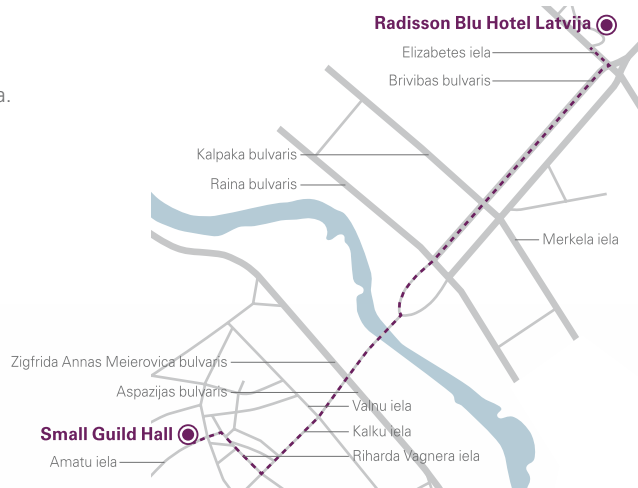 Radisson Blu Hotel Latvija
Elizabetes iela
Brivibas bulvaris
a.
Kalpaka bulvaris
Raina bulvaris
Merkela iela
Zigfrida Annas Meierovica bulvaris
Aspazijas bulvaris
Valnu iela
Small Guild Hall
Kalku iela
Amatu iela
Riharda Vagnera iela